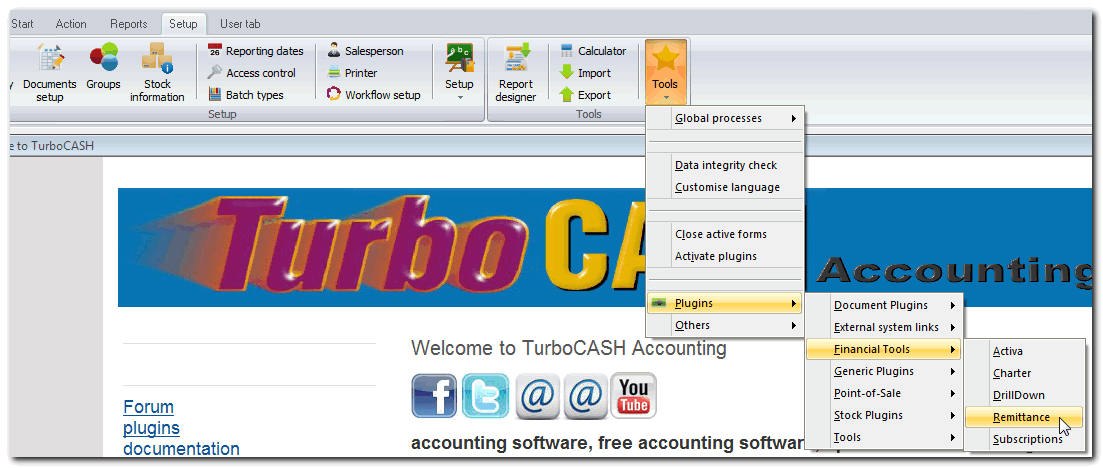 Start Action Reports Setup User tab
Reporting dates Salesperson Calculator
Access control Printer Import
Documents setup Groups Stock information Batch types Workflow setup Setup Report designer Export Tools
Setup Tools
Global processes
e to TurboCASH
Data integrity check
Customise language
Close active forms
Activate plugins
Turbo CA Accounting
Plugins
Others
Document Plugins
External system links
Financial Tools
Generic Plugins
Point-of-Sale
Stock Plugins
Tools
Activa
Charter
DrillDown
Remittance
Subscriptions
Welcome to TurboCASH Accounting
f t @ @ You Tube
Forum
plugins
documentation
accounting software, free accounting software,